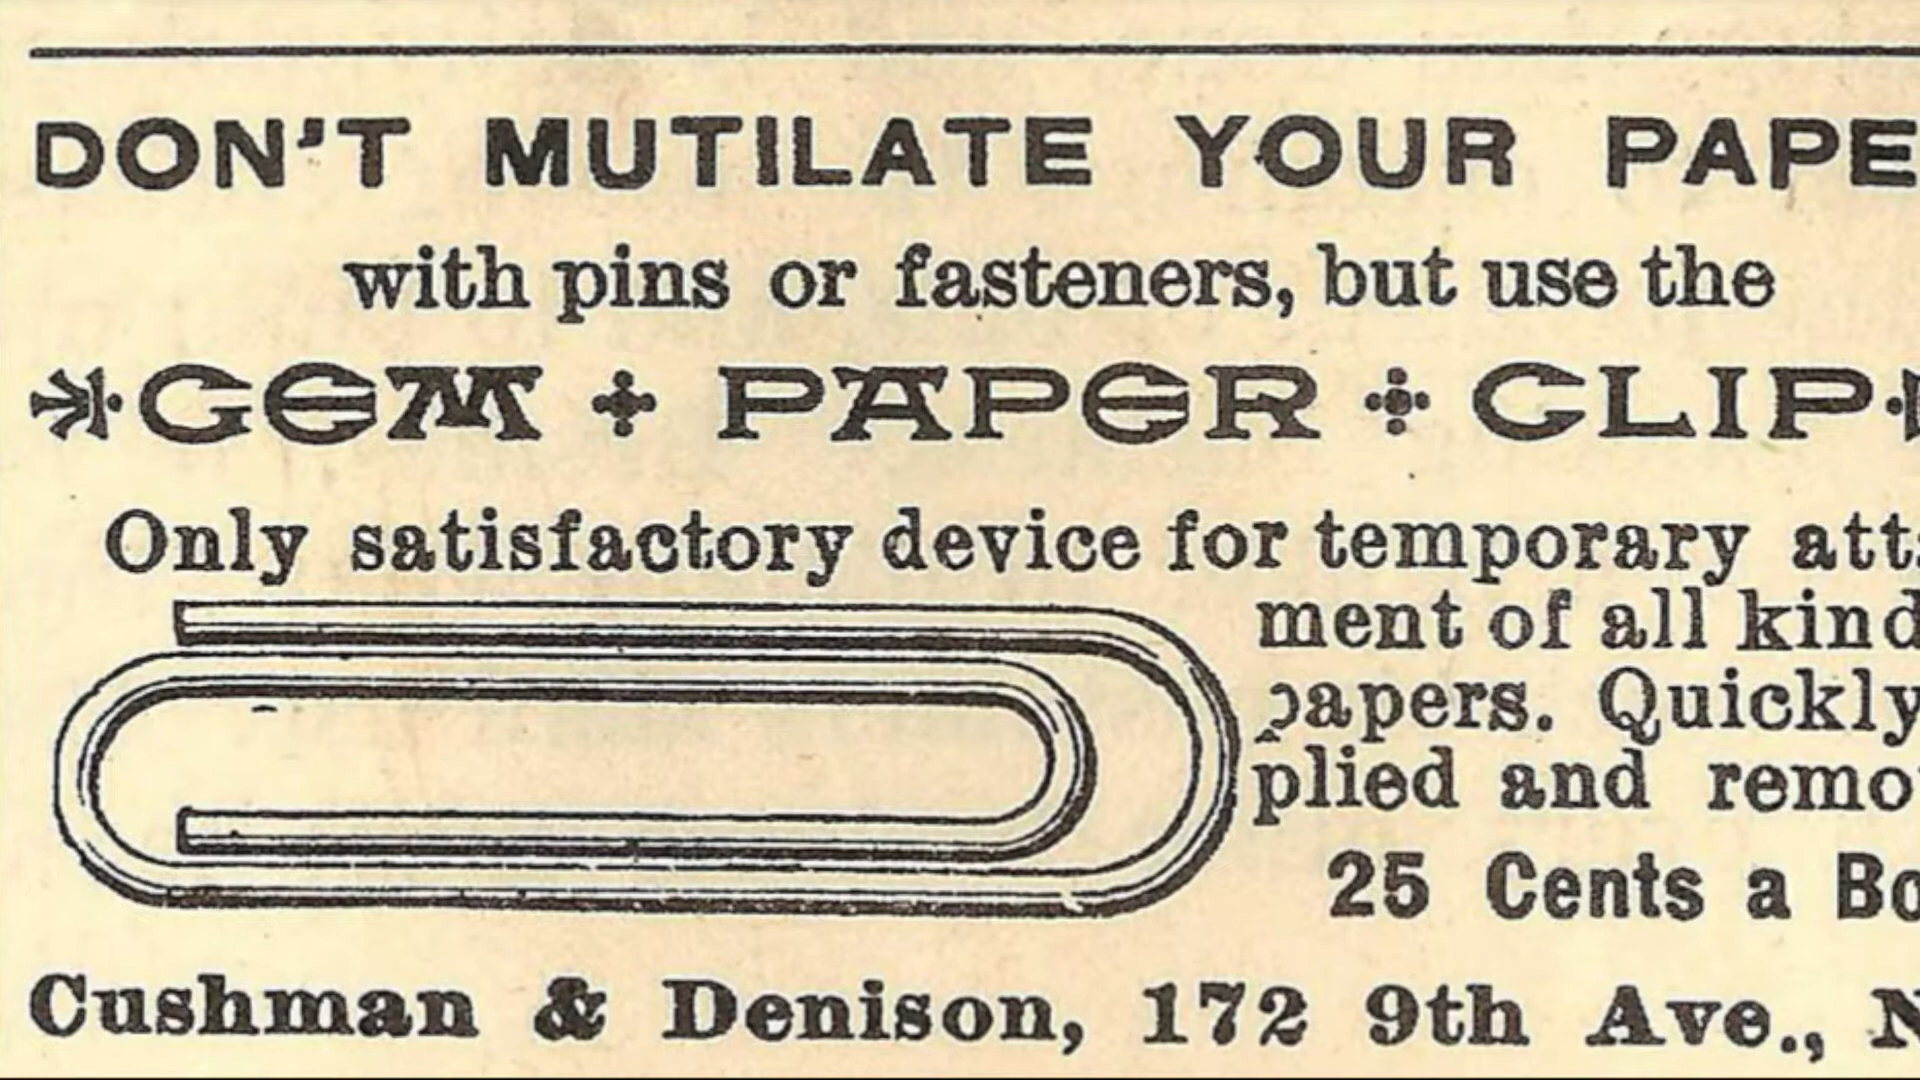 DON'T MUTILATE YOUR PAPE
with pins or fasteners, but use the
GEM PAPER CLIP
Only satisfactory device for temporary att
ment of all kind
papers. Quickly
plied and remo
25 Cents a Bo
Cushman & Denison, 172 9th Ave., N